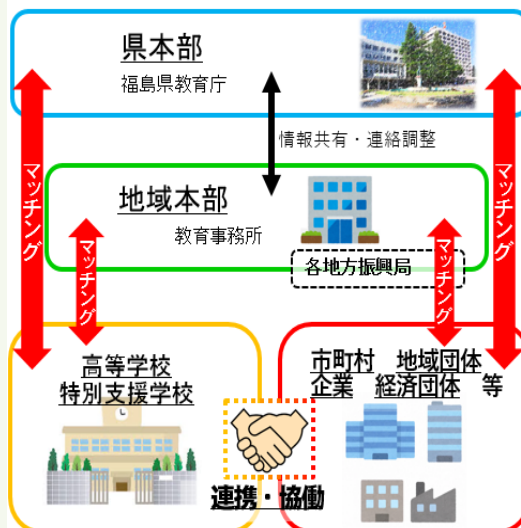 県本部
福島県教育庁
情報共有・連絡調整
マッチング
マッチング
地域本部
教育事務所
各地方振興局
マッチング
マッチング
高等学校
特別支援学校
市町村 地域団体
企業 経済団体 等
連携・協働